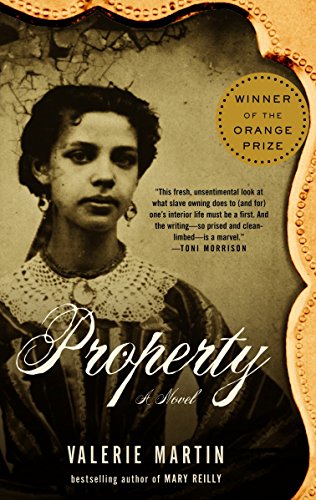 WINNER
OF THE
ORANGE
PRIZE
"This fresh, unsentimental look at
what slave owning does to (and for)
one's interior life must be a first. And
the writing—so prised and clean-
limbed—is a marvel."
—TONI MORRISON
Property
A Novel
VALERIE MARTIN
bestselling author of MARY REILLY